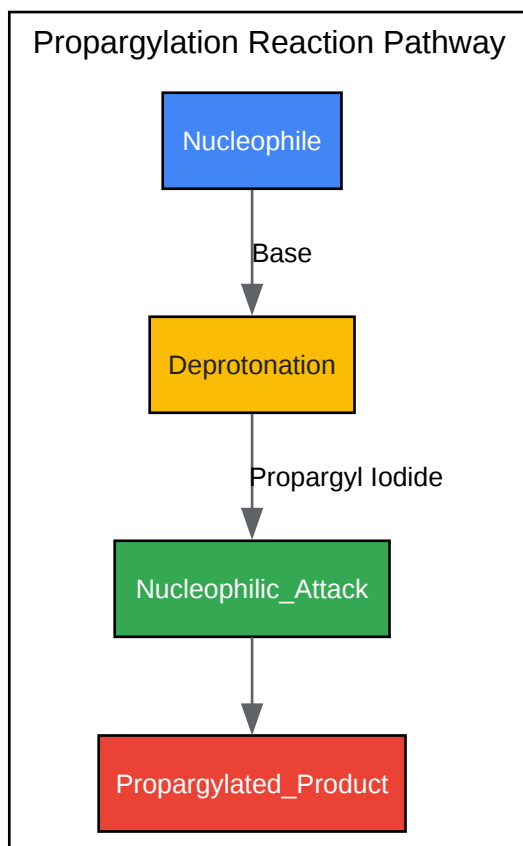 Propargylation Reaction Pathway
Nucleophile
Base
Deprotonation
Propargyl Iodide
Nucleophilic_Attack
Propargylated_Product